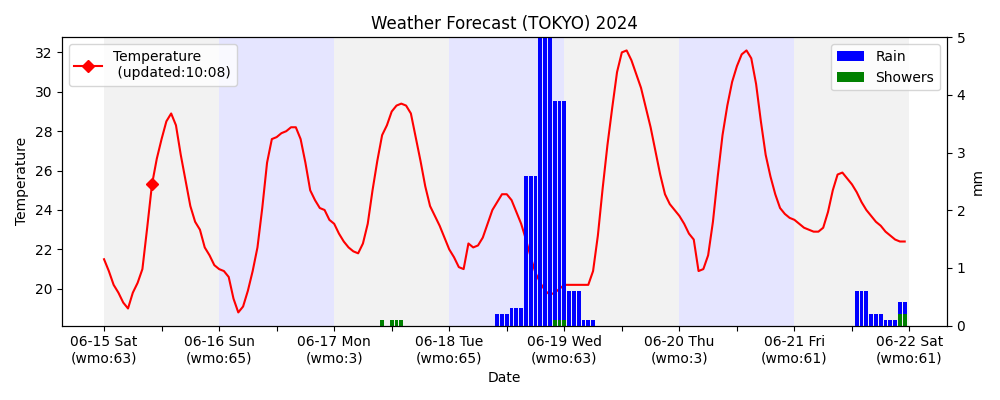 Weather Forecast (TOKYO) 2024
Temperature
(updated:10:08)
Rain
Showers
Temperature
32
30
28
26
24
22
20
5
4
3
2
1
0
mm
06-15 Sat
(wmo:63)
06-16 Sun
(wmo:65)
06-17 Mon
(wmo:3)
06-18 Tue
(wmo:65)
06-19 Wed
(wmo:63)
06-20 Thu
(wmo:3)
06-21 Fri
(wmo:61)
06-22 Sat
(wmo:61)
Date